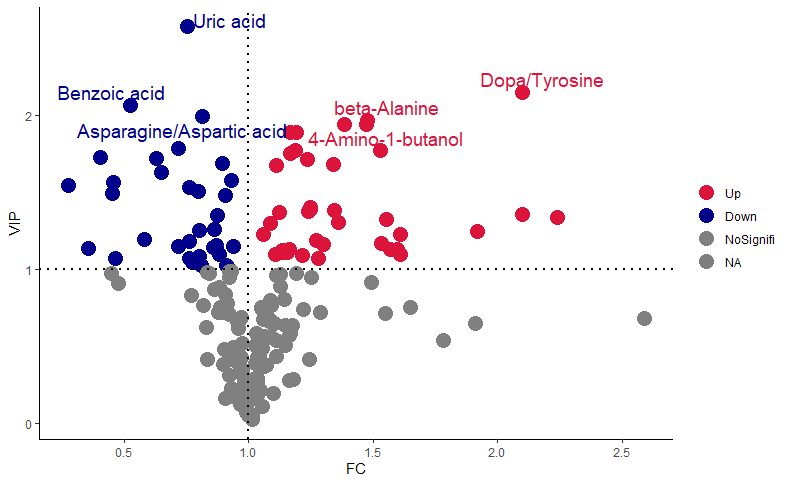 Uric acid
Dopa/Tyrosine
Benzoic acid
beta-Alanine
Asparagine/Aspartic acid
4-Amino-1-butanol
2
1
0
VIP
0.5
1.0
1.5
2.0
2.5
FC
Up
Down
NoSignifi
NA